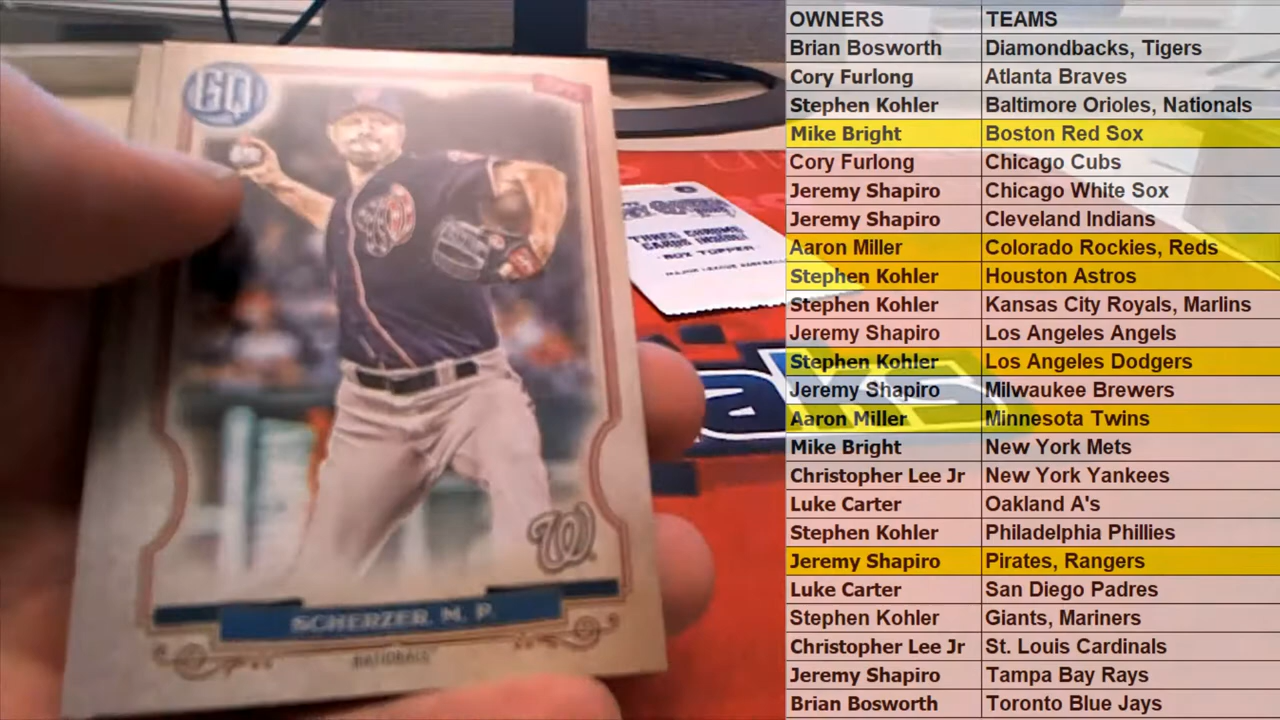 GQ
SCHERZER, M. P.
NATIONALS
W
THREE CHROME
CARDS INSIDE!
BOX TOPPER
OWNERS TEAMS
Brian Bosworth Diamondbacks, Tigers
Cory Furlong Atlanta Braves
Stephen Kohler Baltimore Orioles, Nationals
Mike Bright Boston Red Sox
Cory Furlong Chicago Cubs
Jeremy Shapiro Chicago White Sox
Jeremy Shapiro Cleveland Indians
Aaron Miller Colorado Rockies, Reds
Stephen Kohler Houston Astros
Stephen Kohler Kansas City Royals, Marlins
Jeremy Shapiro Los Angeles Angels
Stephen Kohler Los Angeles Dodgers
Jeremy Shapiro Milwaukee Brewers
Aaron Miller Minnesota Twins
Mike Bright New York Mets
Christopher Lee Jr New York Yankees
Luke Carter Oakland A's
Stephen Kohler Philadelphia Phillies
Jeremy Shapiro Pirates, Rangers
Luke Carter San Diego Padres
Stephen Kohler Giants, Mariners
Christopher Lee Jr St. Louis Cardinals
Jeremy Shapiro Tampa Bay Rays
Brian Bosworth Toronto Blue Jays